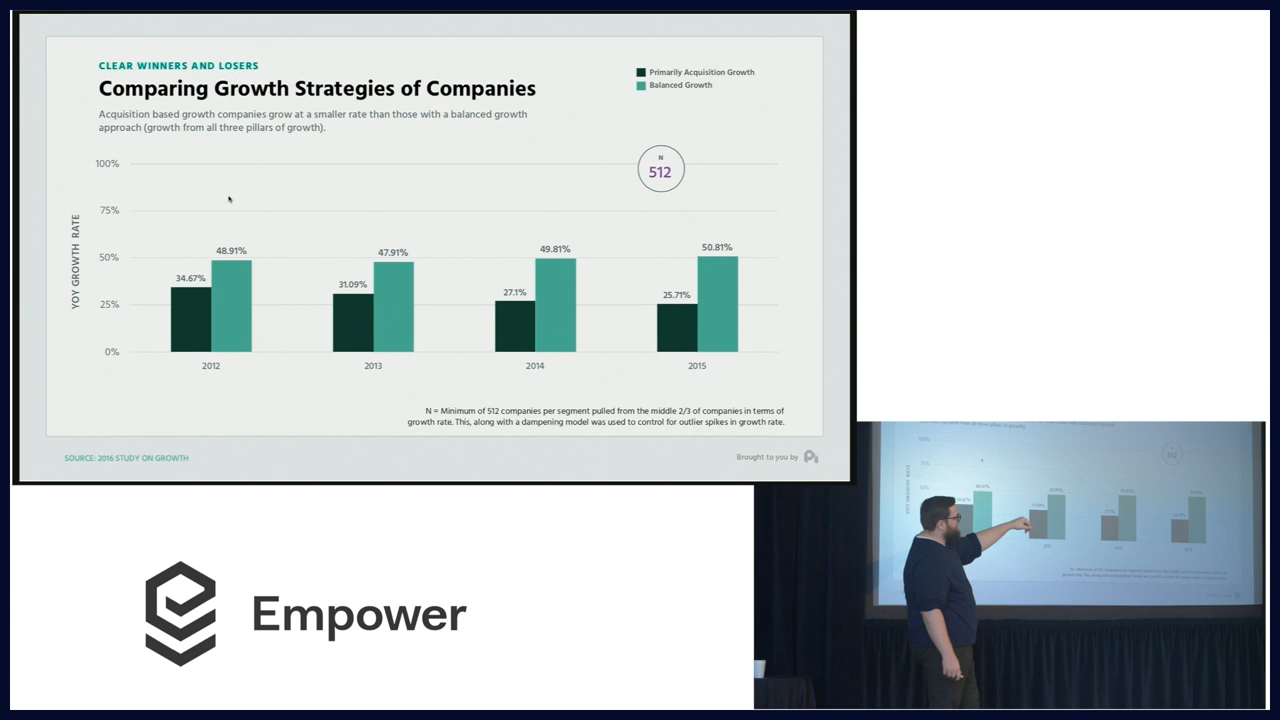 CLEAR WINNERS AND LOSERS
Comparing Growth Strategies of Companies
Acquisition based growth companies grow at a smaller rate than those with a balanced growth
approach (growth from all three pillars of growth).
Primarily Acquisition Growth
Balanced Growth
N
512
YOY GROWTH RATE
100%
75%
50%
25%
0%
34.67%
48.91%
31.09%
47.91%
27.1%
49.81%
25.71%
50.81%
2012
2013
2014
2015
N = Minimum of 512 companies per segment pulled from the middle 2/3 of companies in terms of
growth rate. This, along with a dampening model was used to control for outlier spikes in growth rate.
SOURCE: 2016 STUDY ON GROWTH
Brought to you by
Empower